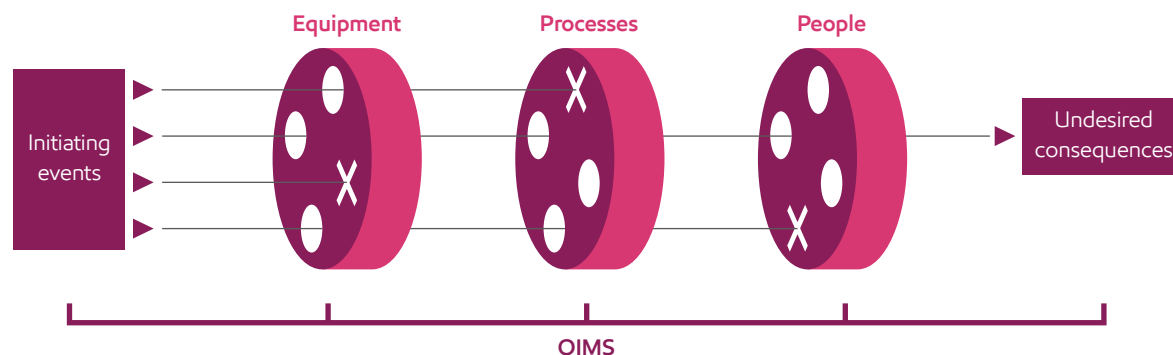 Equipment
Processes
People
Initiating
events
Undesired
consequences
OIMS